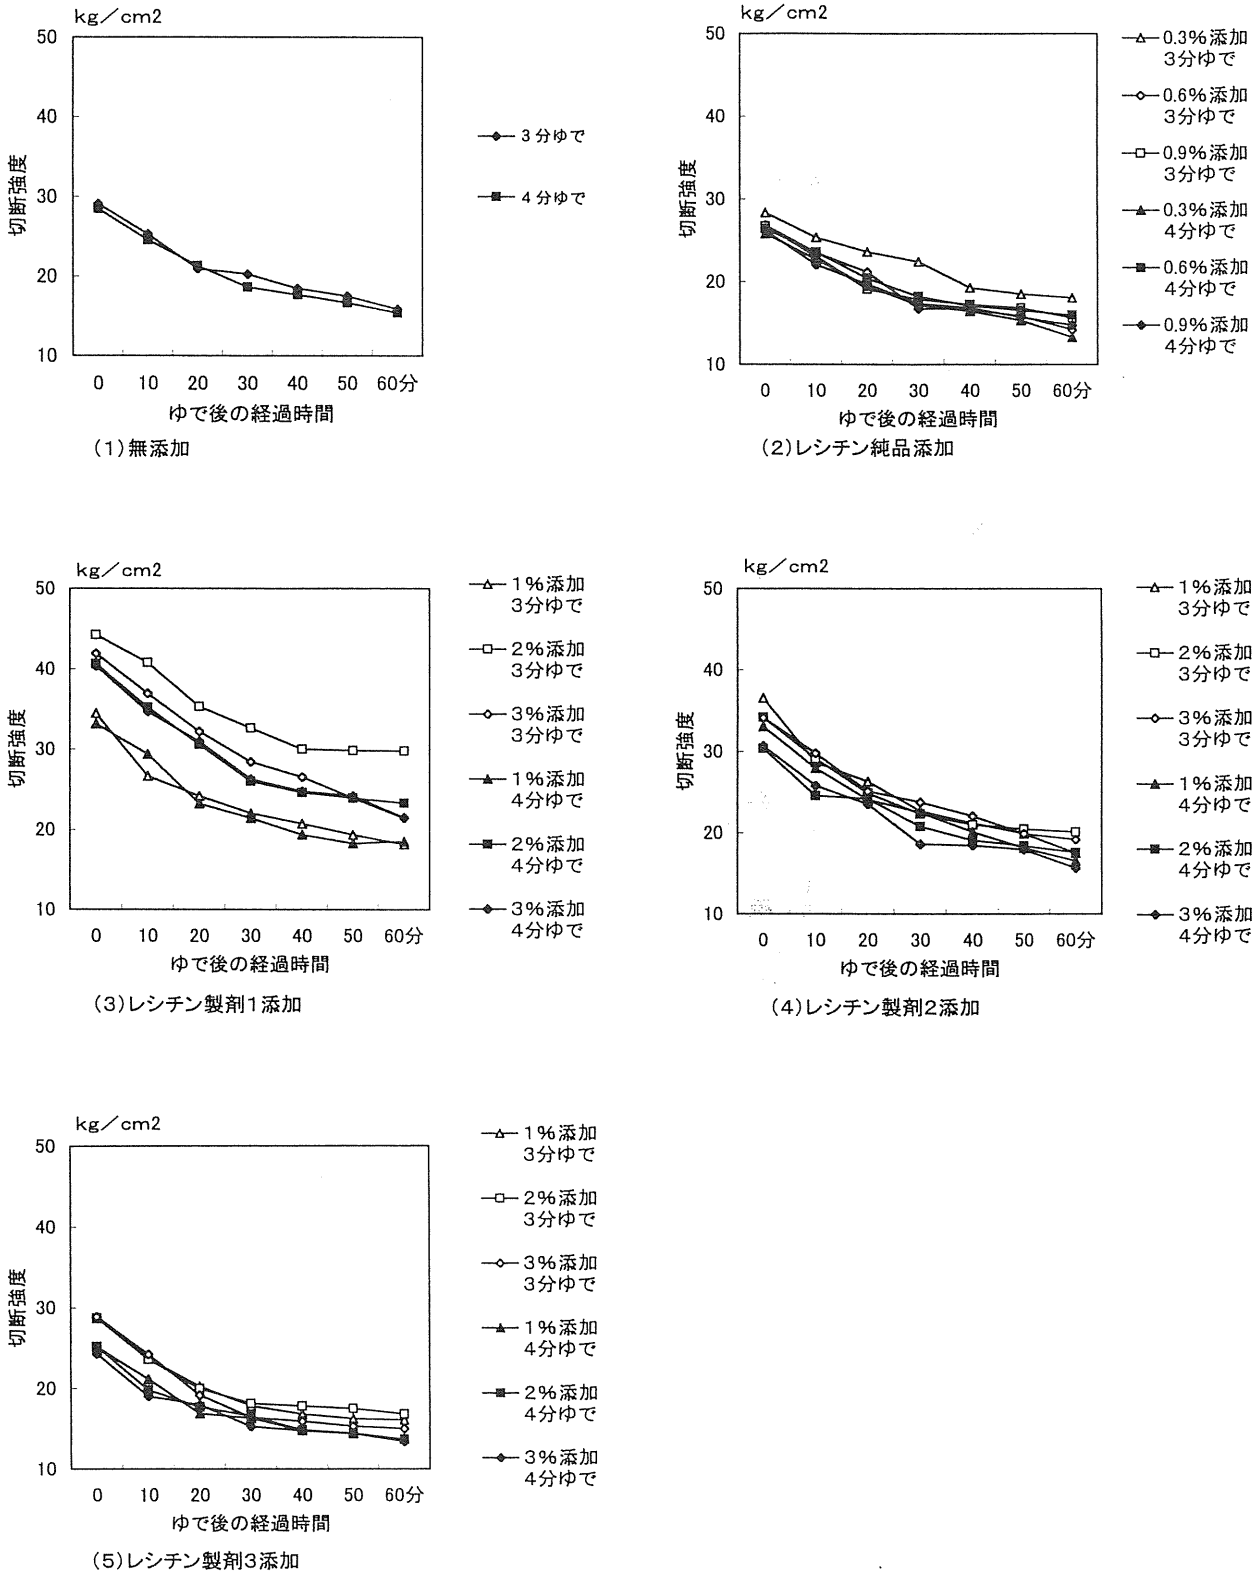 kg／cm2
50
40
30
20
10
切断強度
0 10 20 30 40 50 60分
ゆで後の経過時間
（1）無添加
3分ゆで
4分ゆで
kg／cm2
50
40
30
20
10
切断強度
0 10 20 30 40 50 60分
ゆで後の経過時間
（2）レシチン純品添加
0.3%添加
3分ゆで
0.6%添加
3分ゆで
0.9%添加
3分ゆで
0.3%添加
4分ゆで
0.6%添加
4分ゆで
0.9%添加
4分ゆで
kg／cm2
50
40
30
20
10
切断強度
0 10 20 30 40 50 60分
ゆで後の経過時間
（3）レシチン製剤1添加
1%添加
3分ゆで
2%添加
3分ゆで
3%添加
3分ゆで
1%添加
4分ゆで
2%添加
4分ゆで
3%添加
4分ゆで
kg／cm2
50
40
30
20
10
切断強度
0 10 20 30 40 50 60分
ゆで後の経過時間
（4）レシチン製剤2添加
1%添加
3分ゆで
2%添加
3分ゆで
3%添加
3分ゆで
1%添加
4分ゆで
2%添加
4分ゆで
3%添加
4分ゆで
kg／cm2
50
40
30
20
10
切断強度
0 10 20 30 40 50 60分
ゆで後の経過時間
（5）レシチン製剤3添加
1%添加
3分ゆで
2%添加
3分ゆで
3%添加
3分ゆで
1%添加
4分ゆで
2%添加
4分ゆで
3%添加
4分ゆで